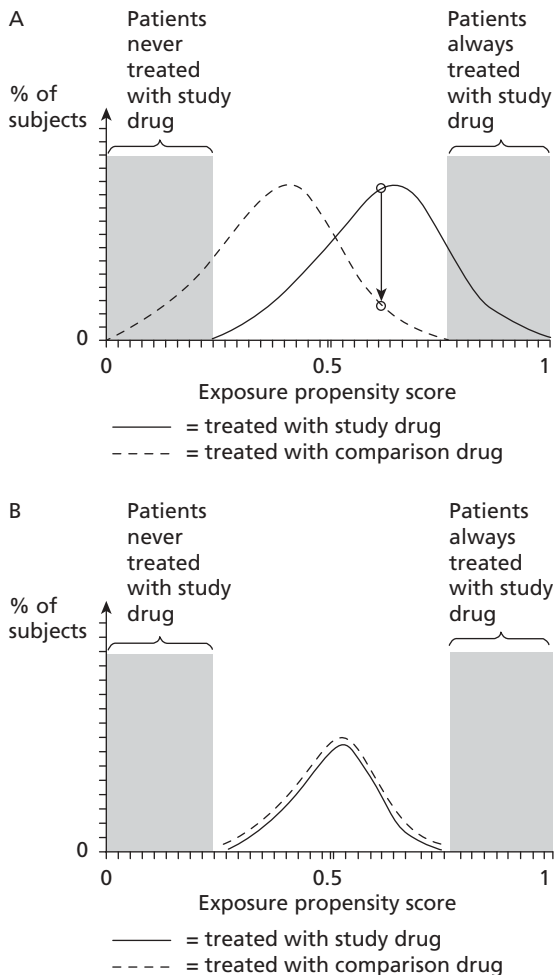 A
Patients
never
treated
with study
drug
Patients
always
treated
with study
drug
% of
subjects
0
0
0.5
1
Exposure propensity score
= treated with study drug
= treated with comparison drug
B
Patients
never
treated
with study
drug
Patients
always
treated
with study
drug
% of
subjects
0
0
0.5
1
Exposure propensity score
= treated with study drug
= treated with comparison drug